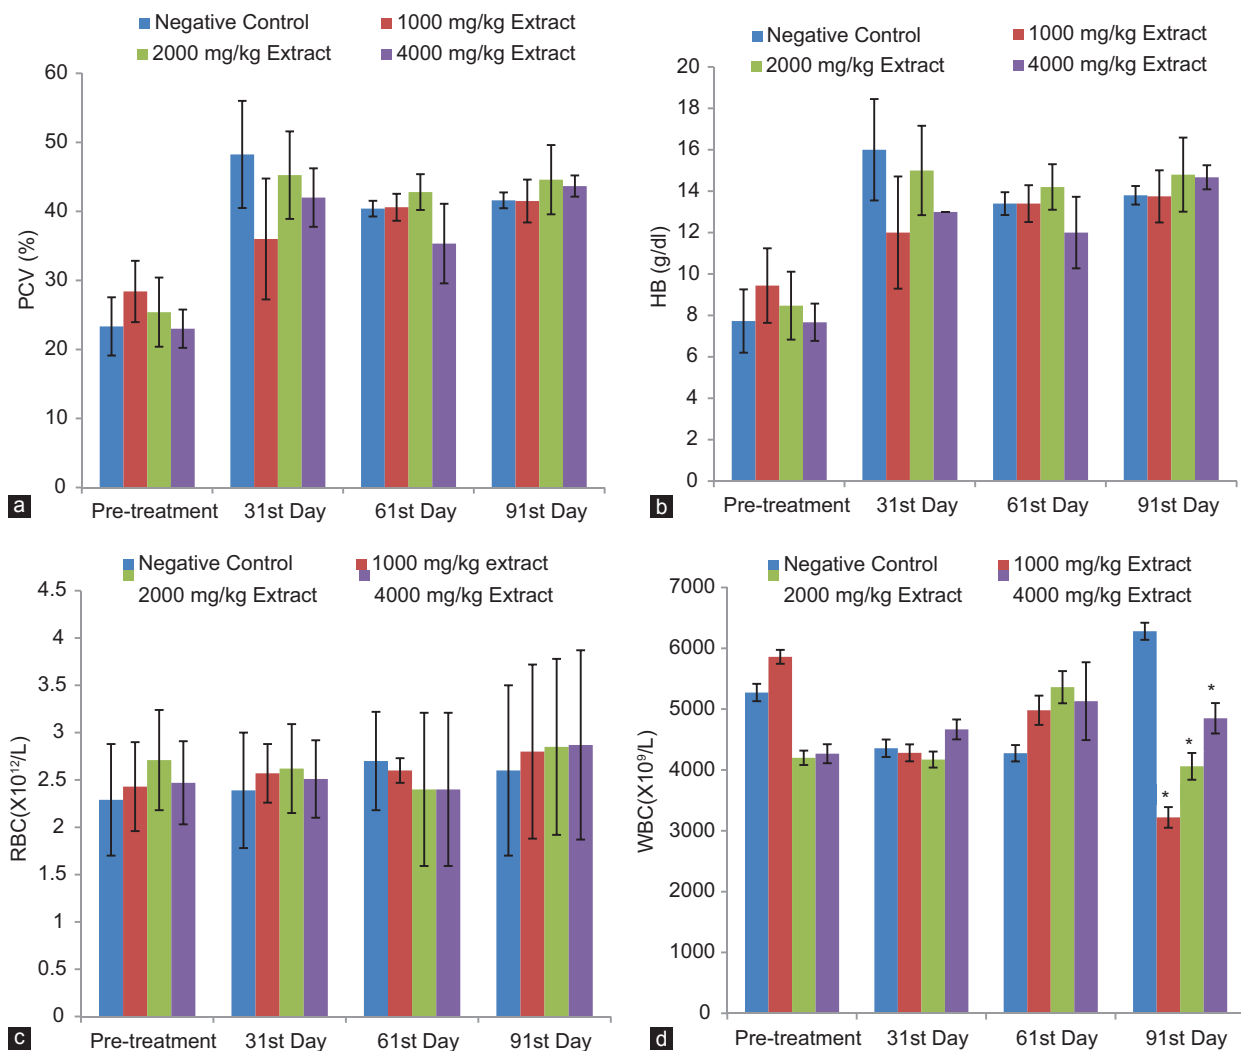 Negative Control 1000 mg/kg Extract
2000 mg/kg Extract 4000 mg/kg Extract
60
50
40
30
20
10
0
PCV (%)
Pre-treatment 31st Day 61st Day 91st Day
a
Negative Control 1000 mg/kg Extract
2000 mg/kg Extract 4000 mg/kg Extract
20
18
16
14
12
10
8
6
4
2
0
HB (g/dl)
Pre-treatment 31st Day 61st Day 91st Day
b
Negative Control 1000 mg/kg extract
2000 mg/kg Extract 4000 mg/kg Extract
4.5
4
3.5
3
2.5
2
1.5
1
0.5
0
RBC(X10¹²/L)
Pre-treatment 31st Day 61st Day 91st Day
c
Negative Control 1000 mg/kg Extract
2000 mg/kg Extract 4000 mg/kg Extract
7000
6000
5000
4000
3000
2000
1000
0
WBC(X10⁹/L)
* * *
Pre-treatment 31st Day 61st Day 91st Day
d